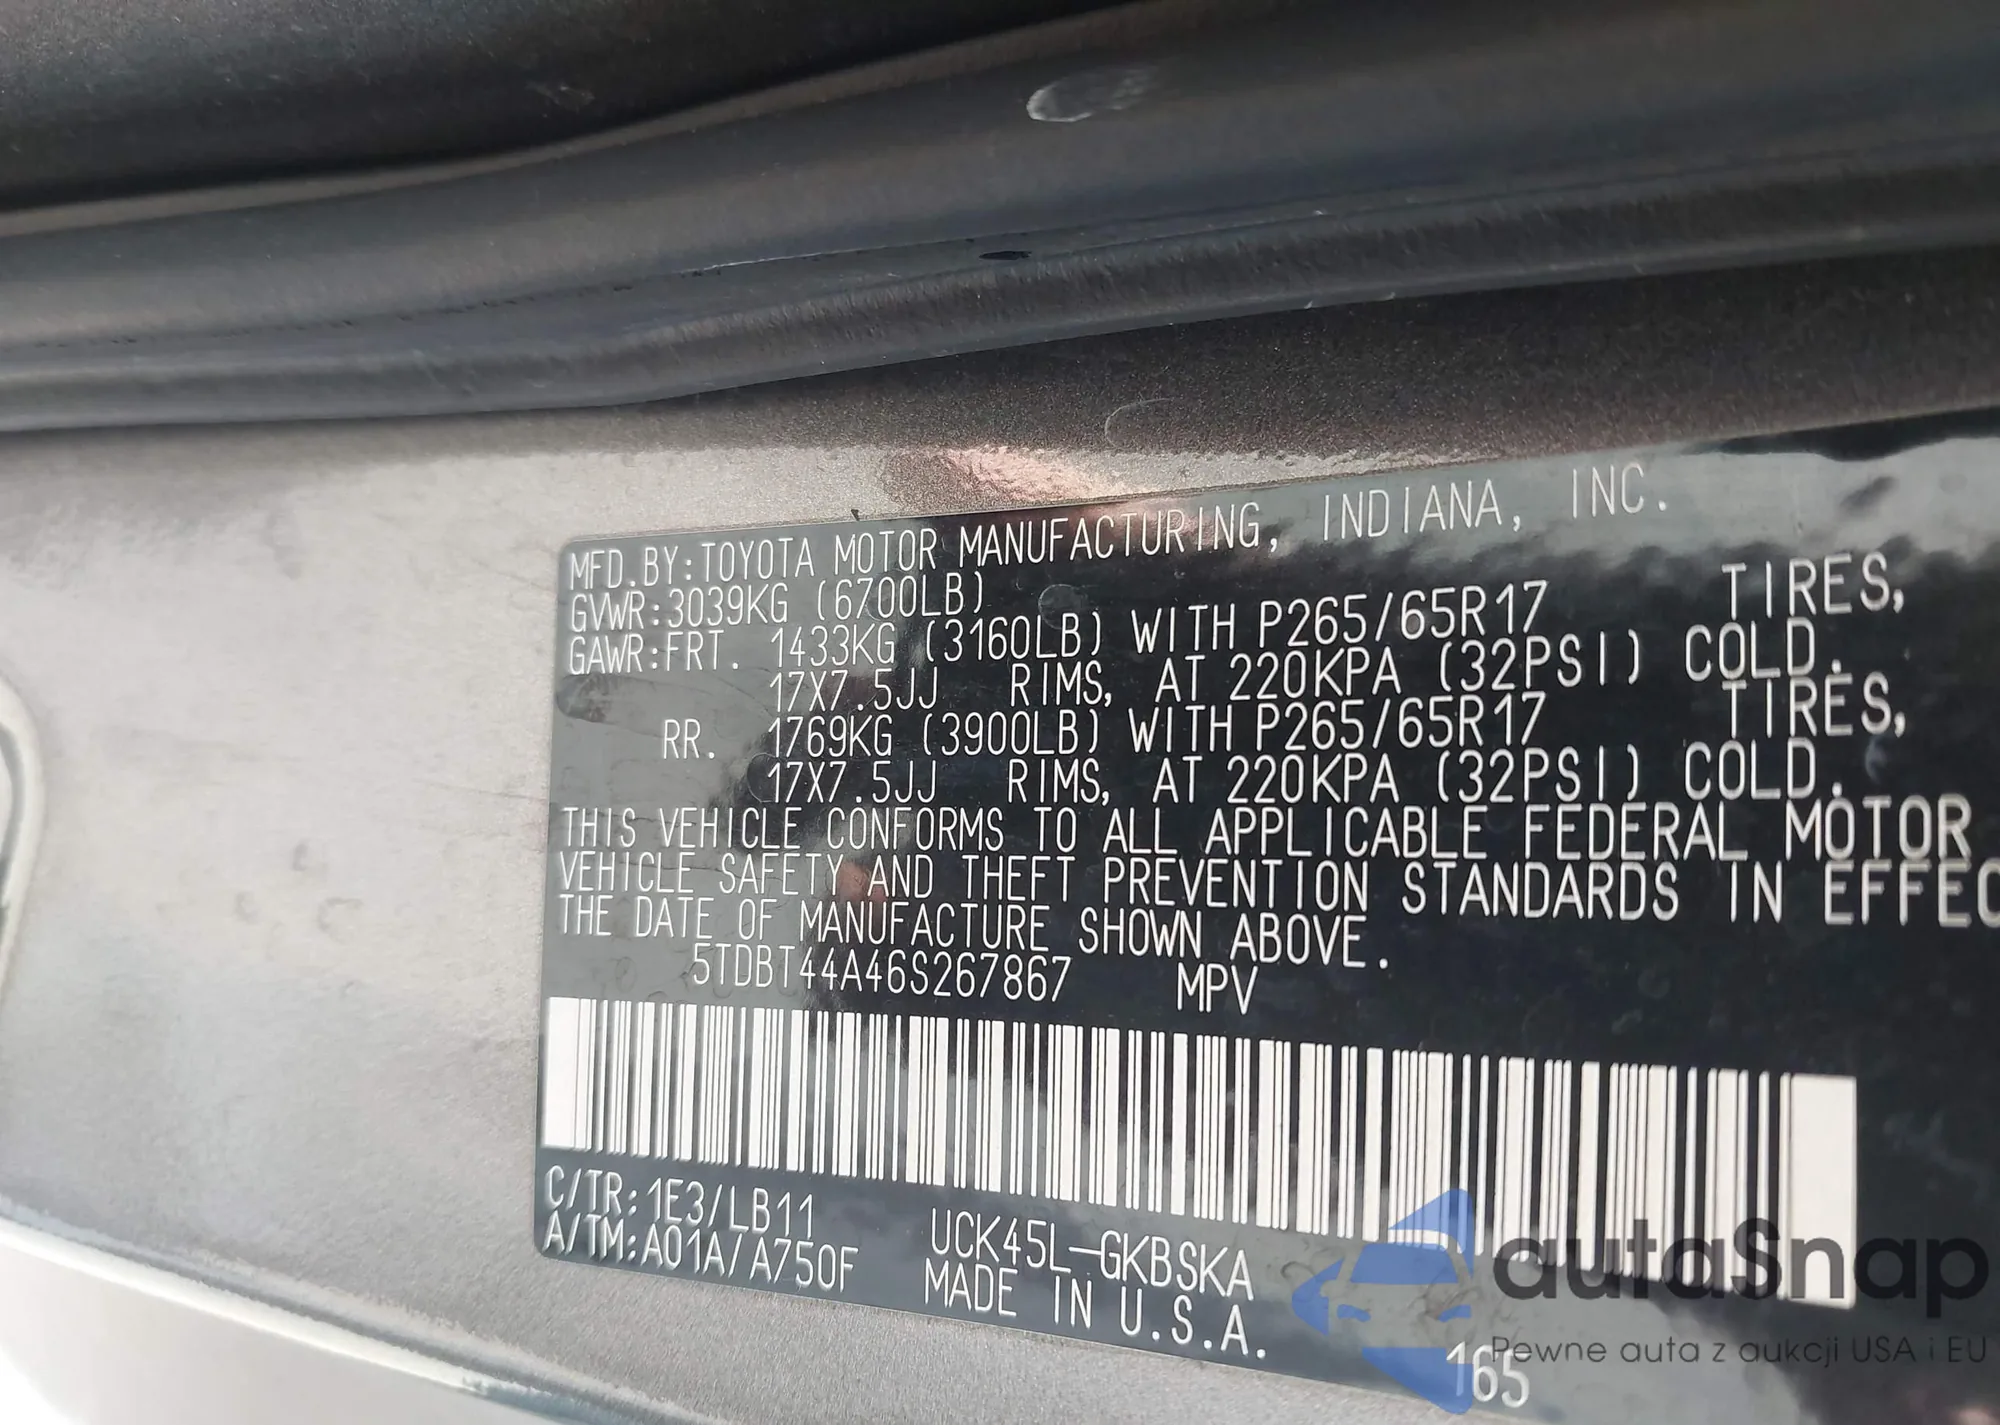 MFD.BY:TOYOTA MOTOR MANUFACTURING, INDIANA, INC.
GVWR:3039KG (6700LB)
GAWR:FRT. 1433KG (3160LB) WITH P265/65R17 TIRES,
17X7.5JJ RIMS, AT 220KPA (32PSI) COLD.
RR. 1769KG (3900LB) WITH P265/65R17 TIRES,
17X7.5JJ RIMS, AT 220KPA (32PSI) COLD.
THIS VEHICLE CONFORMS TO ALL APPLICABLE FEDERAL MOTOR
VEHICLE SAFETY AND THEFT PREVENTION STANDARDS IN EFFEC
THE DATE OF MANUFACTURE SHOWN ABOVE.
5TDBT44A46S267867 MPV
C/TR:1E3/LB11 UCK45L-GKBSKA
A/TM:A01A/A750F MADE IN U.S.A.
165
autaSnap
Pewne auta z aukcji USA i EU